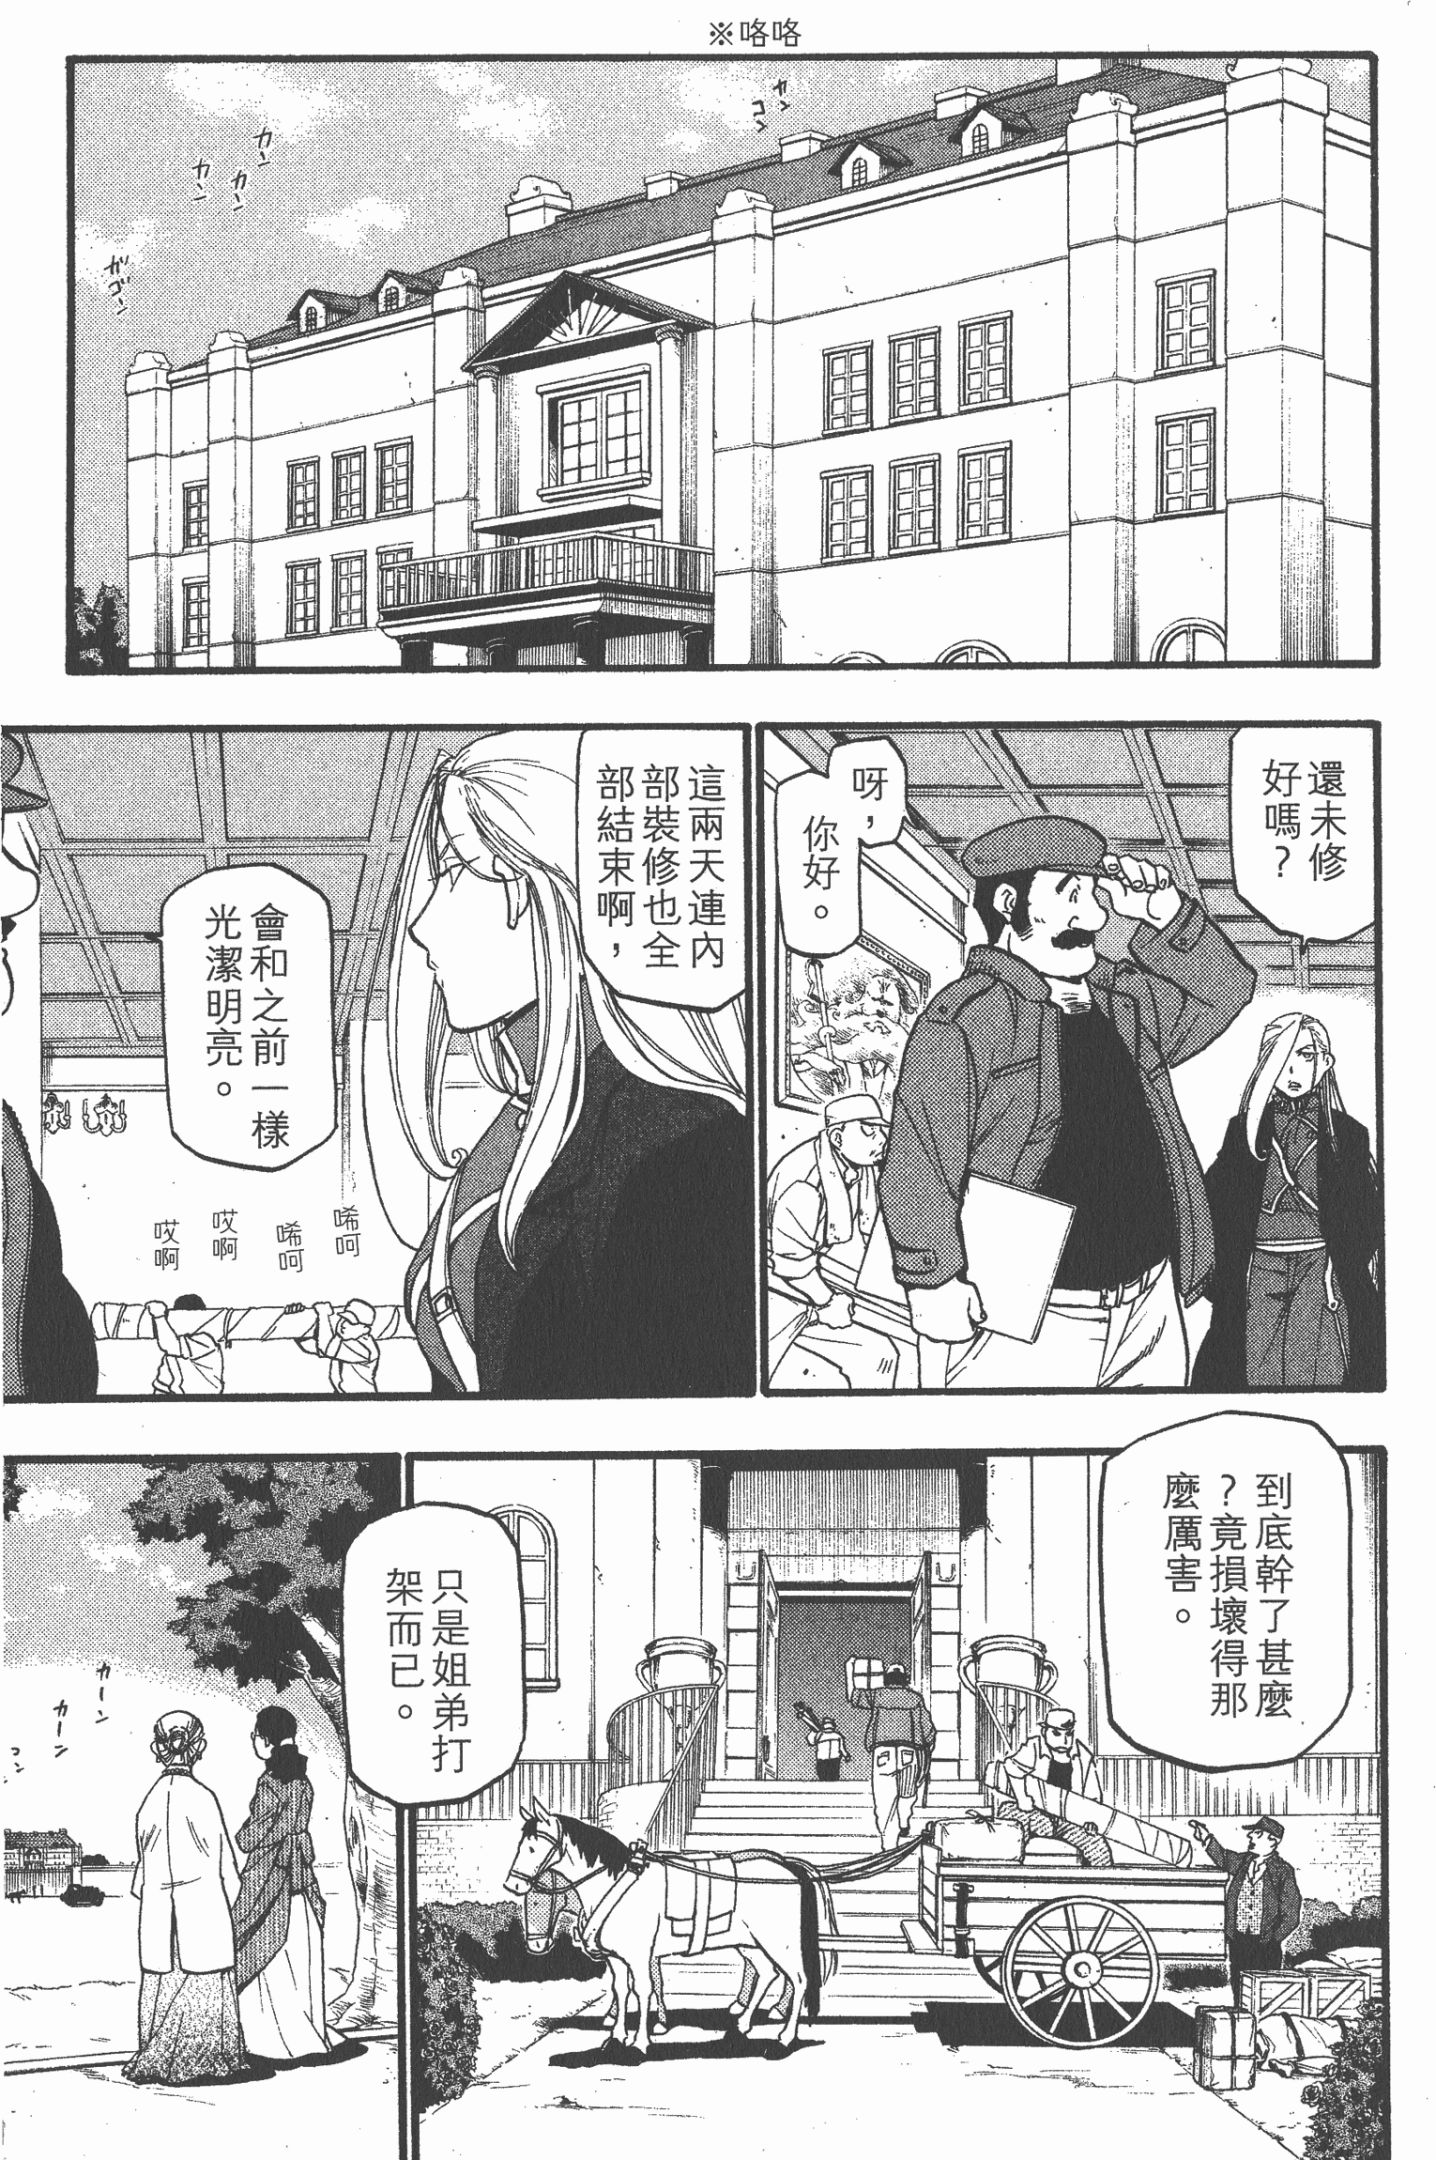 ※咯咯
カン
コン
カン
カン
カン
ガゴン
還未修
好嗎？
呀，
你好。
這兩天連內
部裝修也全
部結束啊，
會和之前一樣
光潔明亮。
唏呵
唏呵
哎啊
哎啊
到底幹了甚麼
？竟損壞得那
麼厲害。
只是姐弟打
架而已。
カーン
カーン